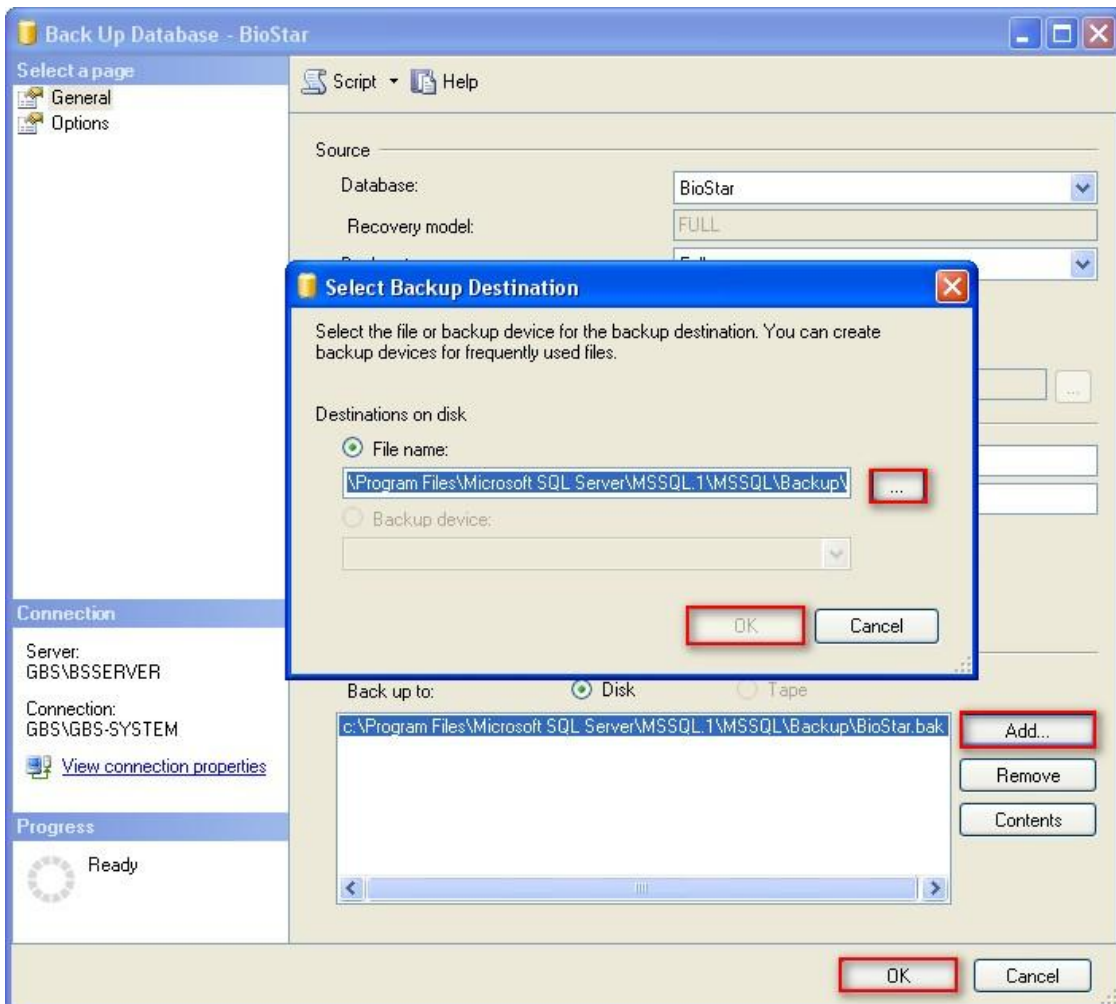 Back Up Database - BioStar
Select a page
General
Options
Script Help
Source
Database: BioStar
Recovery model: FULL
Select Backup Destination
Select the file or backup device for the backup destination. You can create
backup devices for frequently used files.
Destinations on disk
File name:
\Program Files\Microsoft SQL Server\MSSQL.1\MSSQL\Backup\ ...
Backup device:
OK Cancel
Connection
Server:
GBS\BSSERVER
Connection:
GBS\GBS-SYSTEM
View connection properties
Progress
Ready
...
Back up to: Disk Tape
c:\Program Files\Microsoft SQL Server\MSSQL.1\MSSQL\Backup\BioStar.bak
Add...
Remove
Contents
OK Cancel